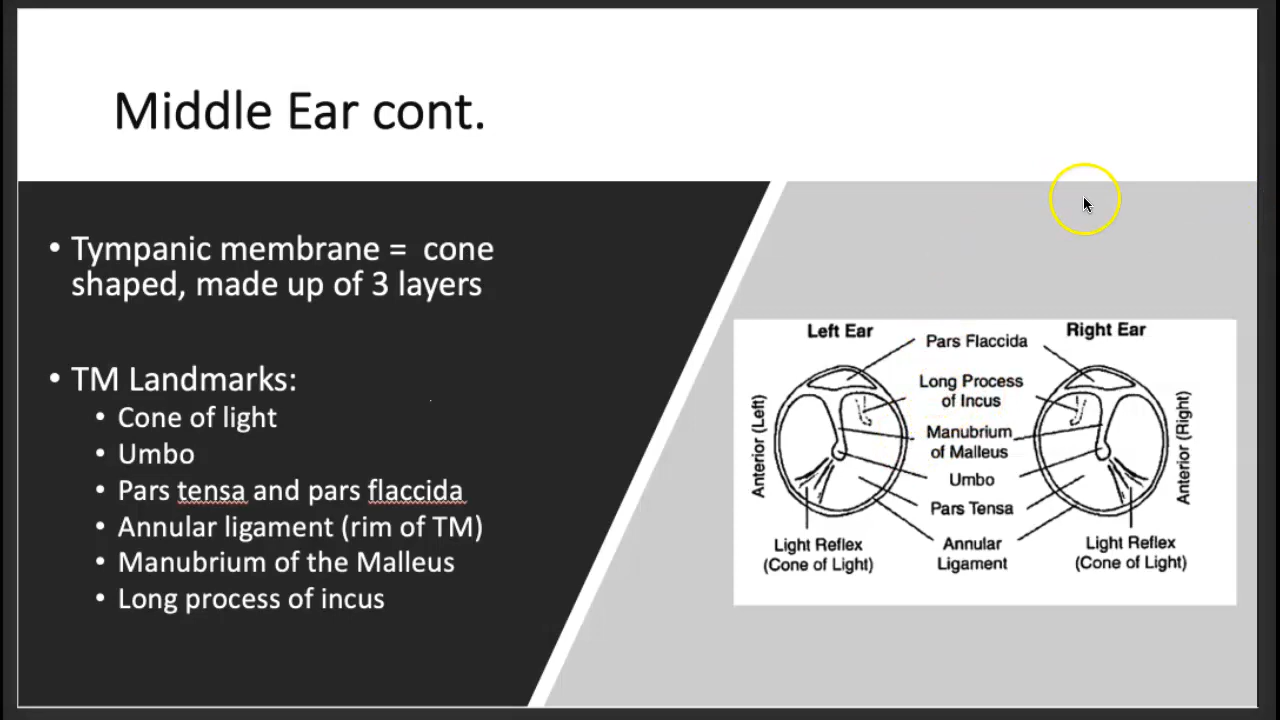 Middle Ear cont.
• Tympanic membrane = cone
shaped, made up of 3 layers
• TM Landmarks:
• Cone of light
• Umbo
• Pars tensa and pars flaccida
• Annular ligament (rim of TM)
• Manubrium of the Malleus
• Long process of incus
Left Ear
Right Ear
Pars Flaccida
Long Process
of Incus
Manubrium
of Malleus
Umbo
Pars Tensa
Annular
Ligament
Anterior (Left)
Anterior (Right)
Light Reflex
(Cone of Light)
Light Reflex
(Cone of Light)